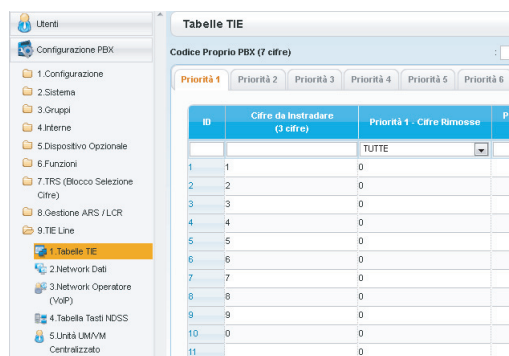 Utenti
Configurazione PBX
1.Configurazione
2.Sistema
3.Gruppi
4.Interne
5.Dispositivo Opzionale
6.Funzioni
7.TRS (Blocco Selezione
Cifre)
8.Gestione ARS / LCR
9.TIE Line
1.Tabelle TIE
2.Network Dati
3.Network Operatore
(VoIP)
4.Tabella Tasti NDSS
5.Unità UM/VM
Centralizzato
Tabelle TIE
Codice Proprio PBX (7 cifre) :
Priorità 1 Priorità 2 Priorità 3 Priorità 4 Priorità 5 Priorità 6
ID Cifre da Instradare (3 cifre) Priorità 1 - Cifre Rimosse P
TUTTE
1 1 0
2 2 0
3 3 0
4 4 0
5 5 0
6 6 0
7 7 0
8 8 0
9 9 0
10 0 0
11 0